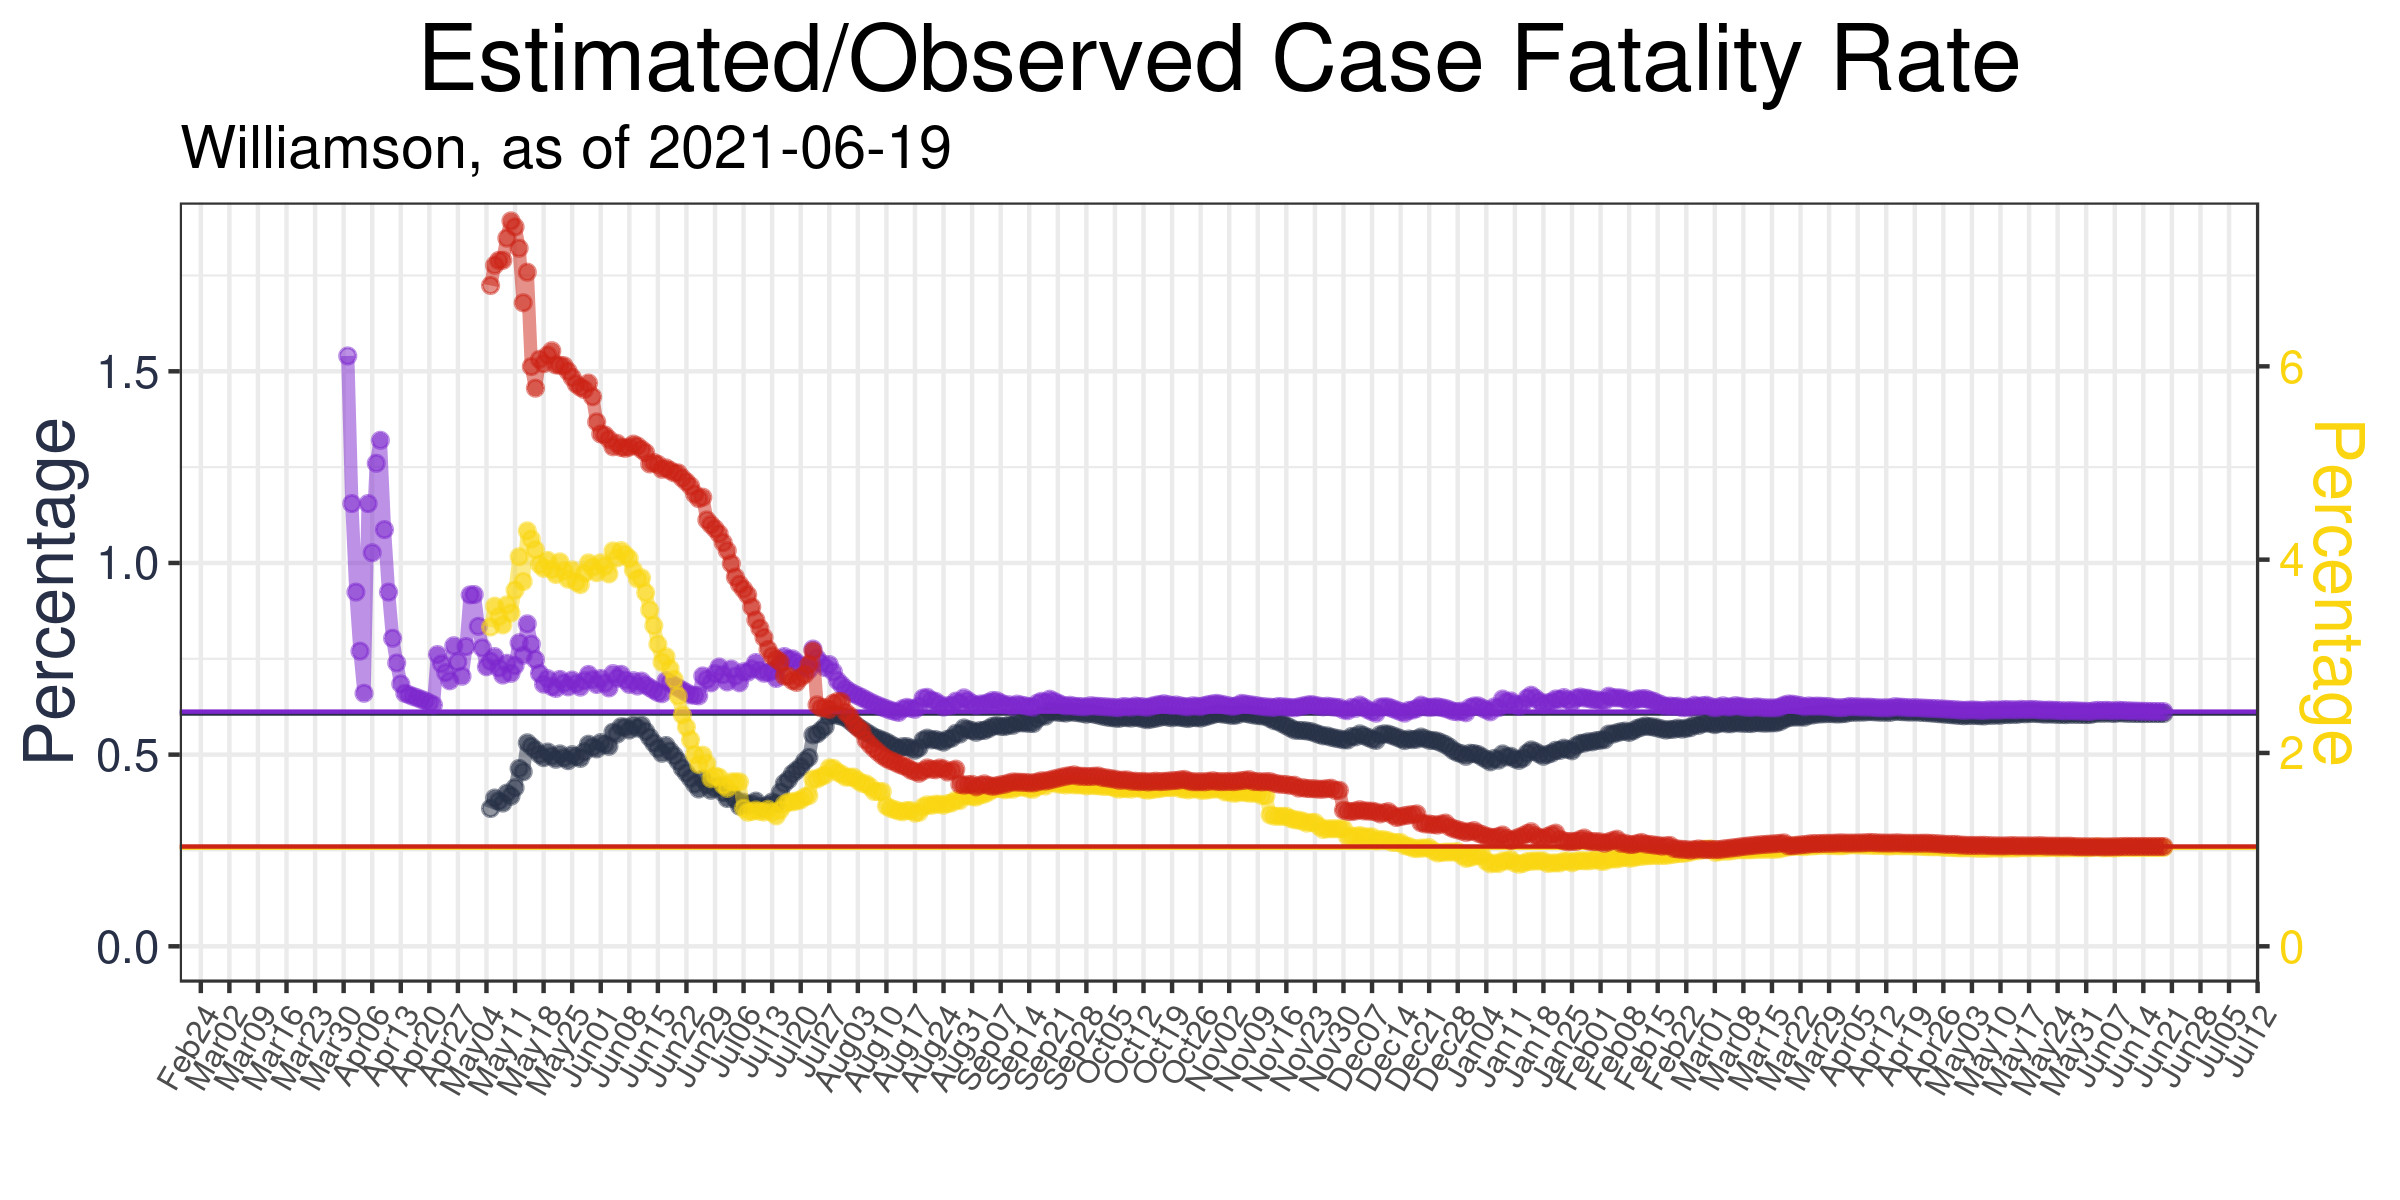 Estimated/Observed Case Fatality Rate
Williamson, as of 2021-06-19
Percentage
1.5
1.0
0.5
0.0
6
4
2
0
Percentage
Feb24
Mar02
Mar09
Mar16
Mar23
Mar30
Apr06
Apr13
Apr20
Apr27
May04
May11
May18
May25
Jun01
Jun08
Jun15
Jun22
Jun29
Jul06
Jul13
Jul20
Jul27
Aug03
Aug10
Aug17
Aug24
Aug31
Sep07
Sep14
Sep21
Sep28
Oct05
Oct12
Oct19
Oct26
Nov02
Nov09
Nov16
Nov23
Nov30
Dec07
Dec14
Dec21
Dec28
Jan04
Jan11
Jan18
Jan25
Feb01
Feb08
Feb15
Feb22
Mar01
Mar08
Mar15
Mar22
Mar29
Apr05
Apr12
Apr19
Apr26
May03
May10
May17
May24
May31
Jun07
Jun14
Jun21
Jun28
Jul05
Jul12